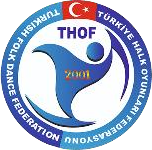 TURKISH FOLK DANCE FEDERATION
TÜRKİYE HALK OYUNLARI FEDERASYONU
THOF
2001